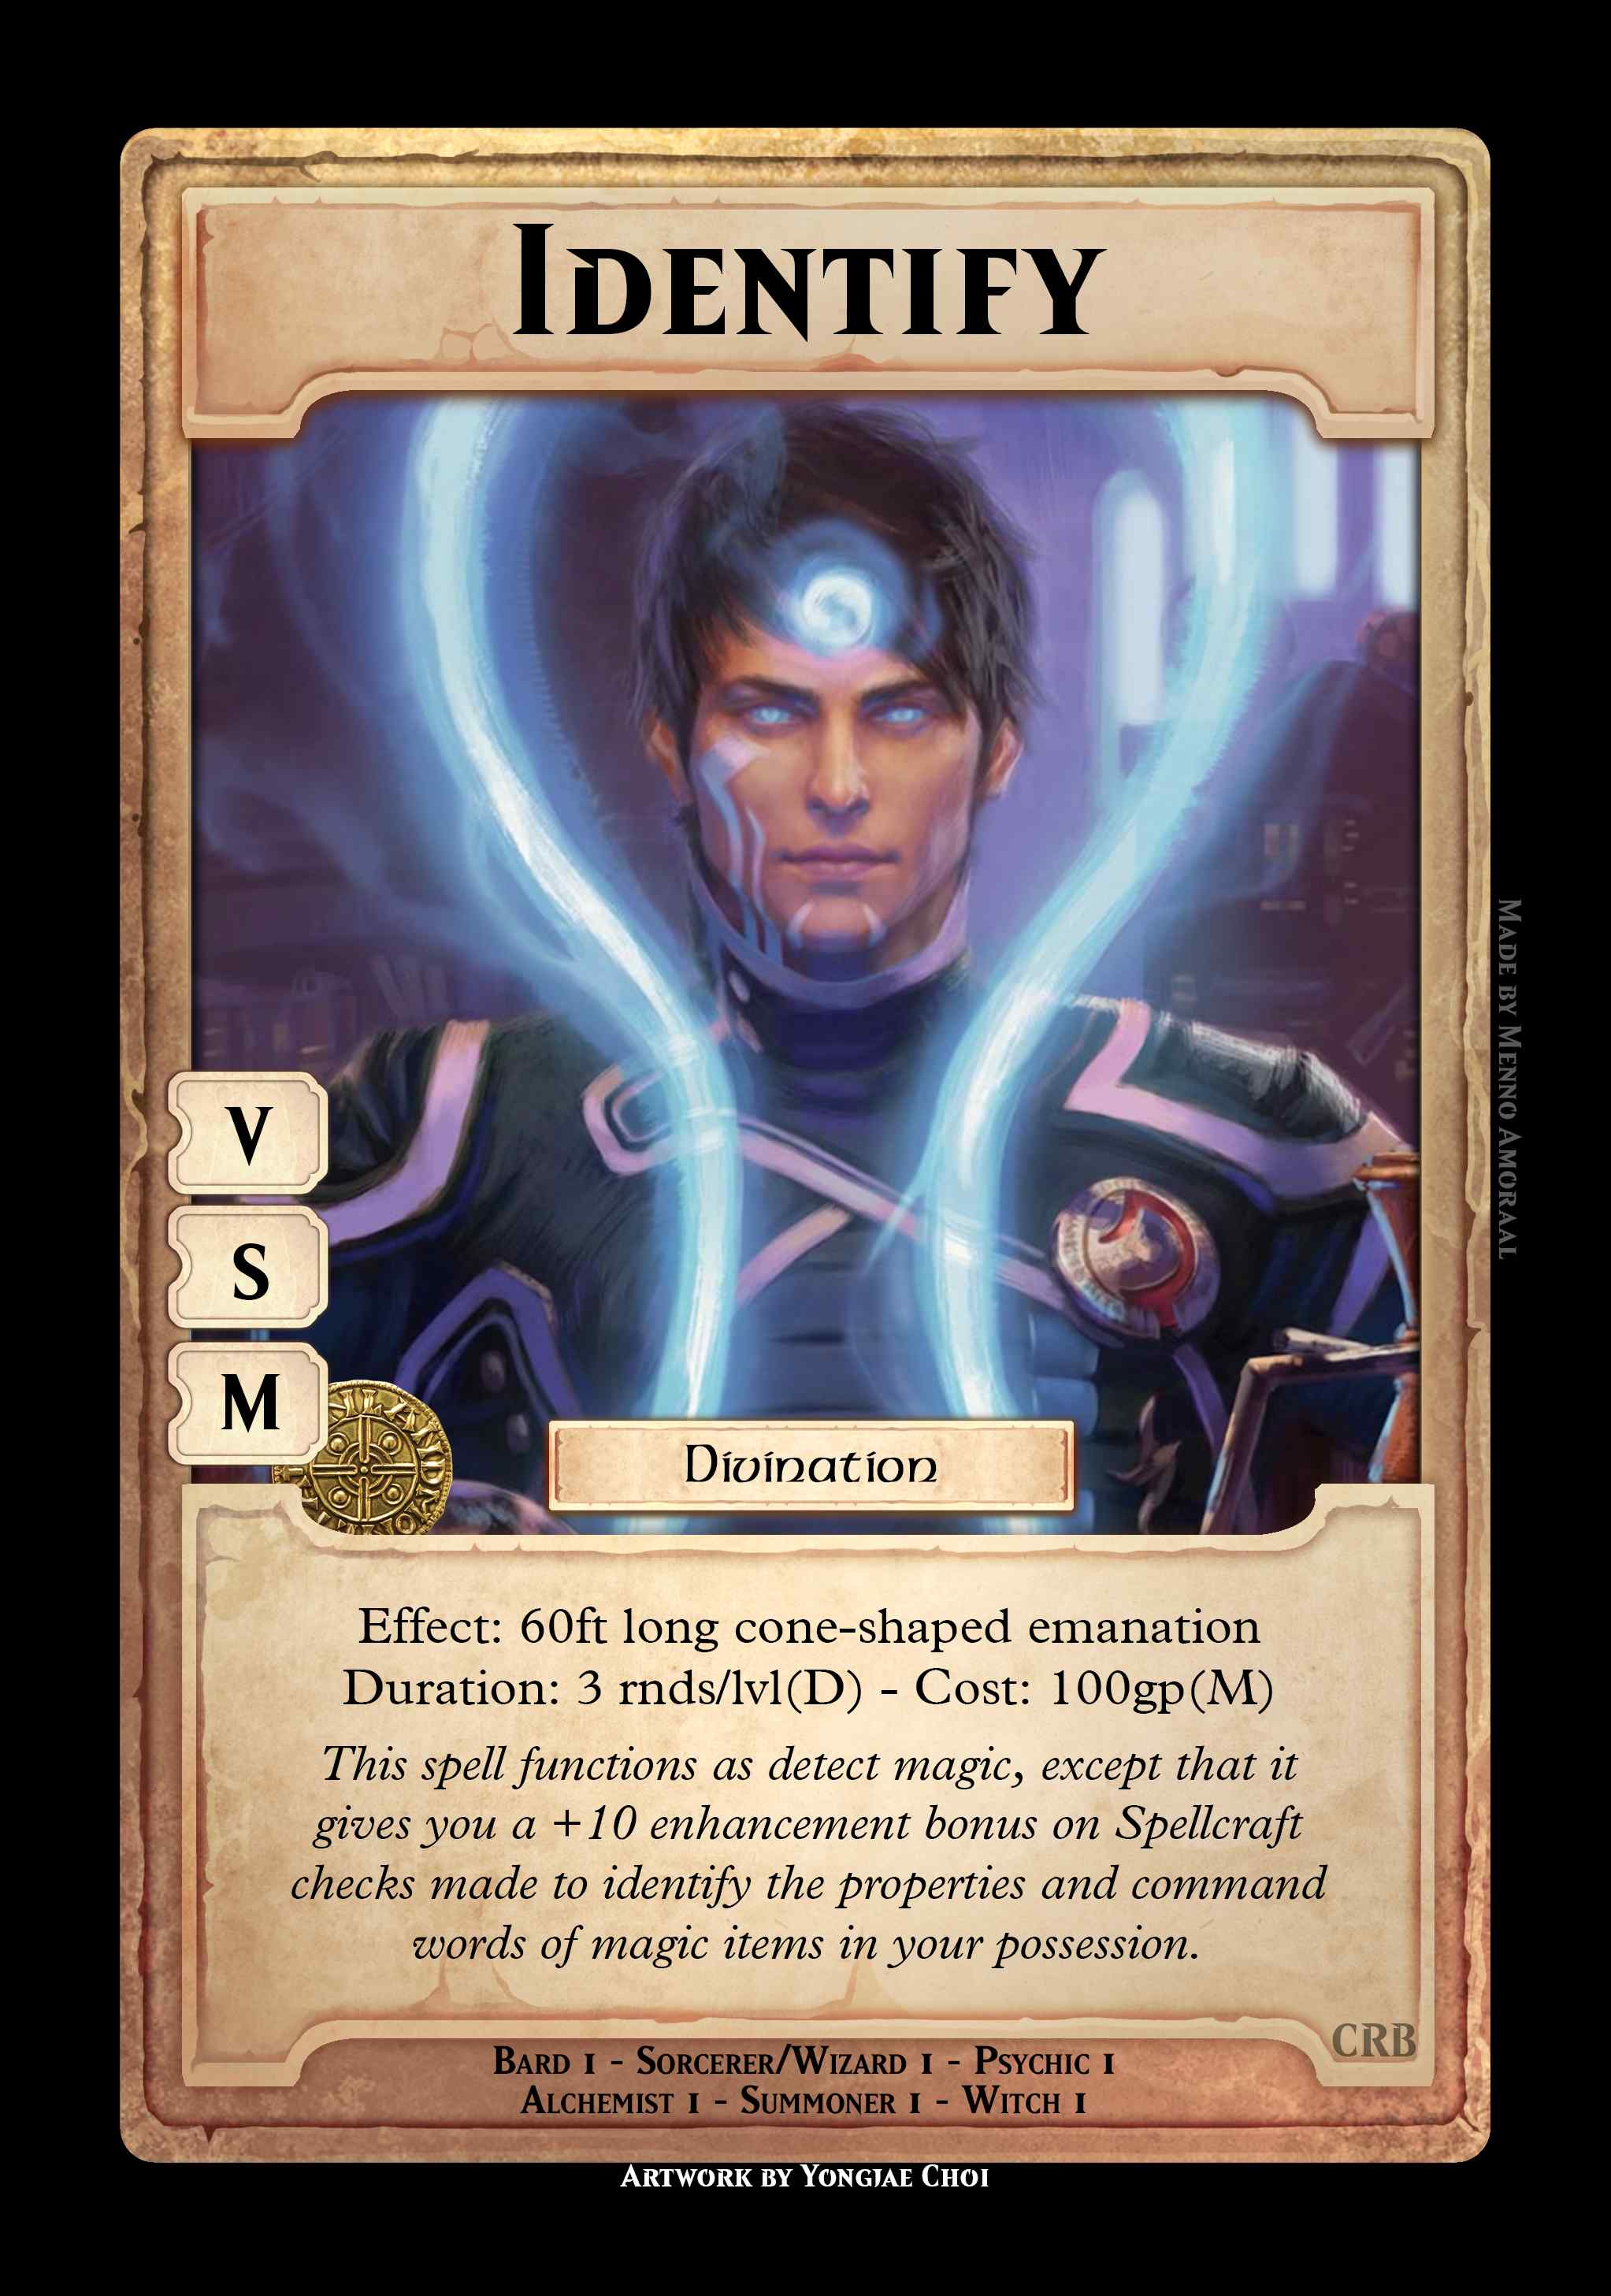 Identify
V
S
M
Divination
Effect: 60ft long cone-shaped emanation
Duration: 3 rnds/lvl(D) - Cost: 100gp(M)
This spell functions as detect magic, except that it
gives you a +10 enhancement bonus on Spellcraft
checks made to identify the properties and command
words of magic items in your possession.
CRB
Bard 1 - Sorcerer/Wizard 1 - Psychic 1
Alchemist 1 - Summoner 1 - Witch 1
Artwork by Yongjae Choi
Made by Menno Amoraal